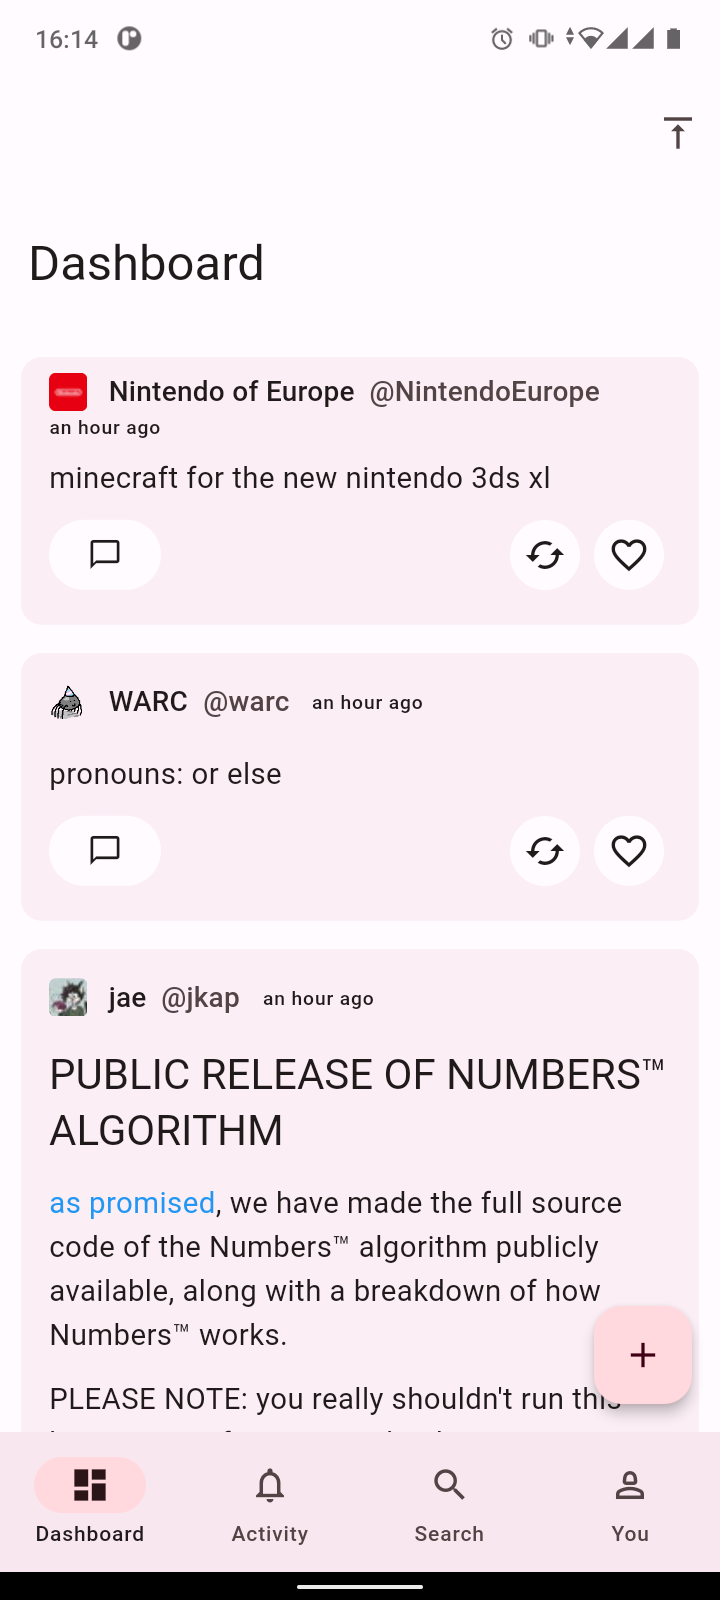 16:14
Dashboard
Nintendo of Europe @NintendoEurope
an hour ago
minecraft for the new nintendo 3ds xl
WARC @warc an hour ago
pronouns: or else
jae @jkap an hour ago
PUBLIC RELEASE OF NUMBERS™
ALGORITHM
as promised, we have made the full source
code of the Numbers™ algorithm publicly
available, along with a breakdown of how
Numbers™ works.
PLEASE NOTE: you really shouldn't run this
Dashboard Activity Search You